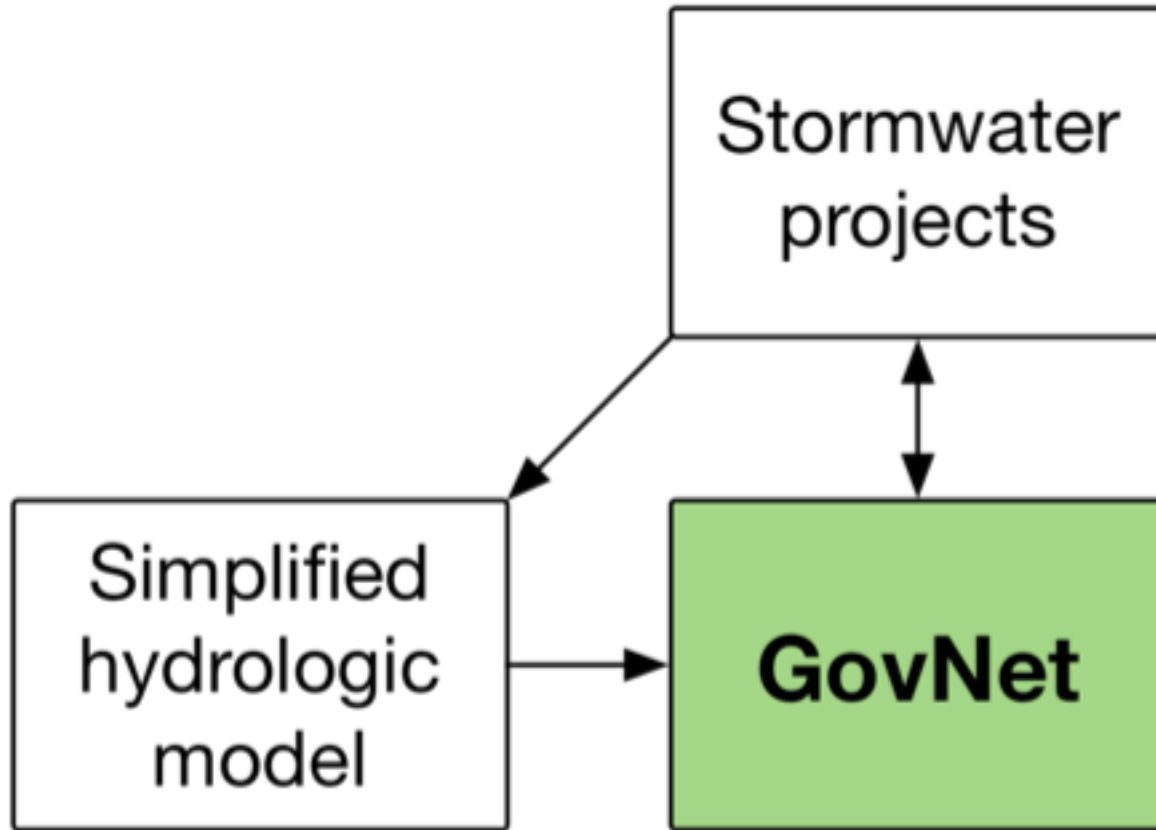 Stormwater
projects
Simplified
hydrologic
model
GovNet